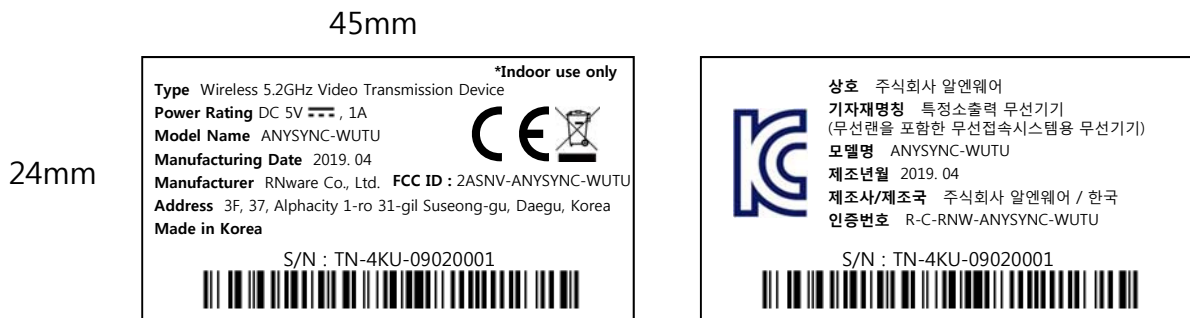 45mm
24mm
*Indoor use only
Type Wireless 5.2GHz Video Transmission Device
Power Rating DC 5V , 1A
Model Name ANYSYNC-WUTU
Manufacturing Date 2019. 04
Manufacturer RNware Co., Ltd. FCC ID : 2ASNV-ANYSYNC-WUTU
Address 3F, 37, Alphacity 1-ro 31-gil Suseong-gu, Daegu, Korea
Made in Korea
CE
S/N : TN-4KU-09020001
KC
상호 주식회사 알엔웨어
기자재명칭 특정소출력 무선기기
(무선랜을 포함한 무선접속시스템용 무선기기)
모델명 ANYSYNC-WUTU
제조년월 2019. 04
제조사/제조국 주식회사 알엔웨어 / 한국
인증번호 R-C-RNW-ANYSYNC-WUTU
S/N : TN-4KU-09020001